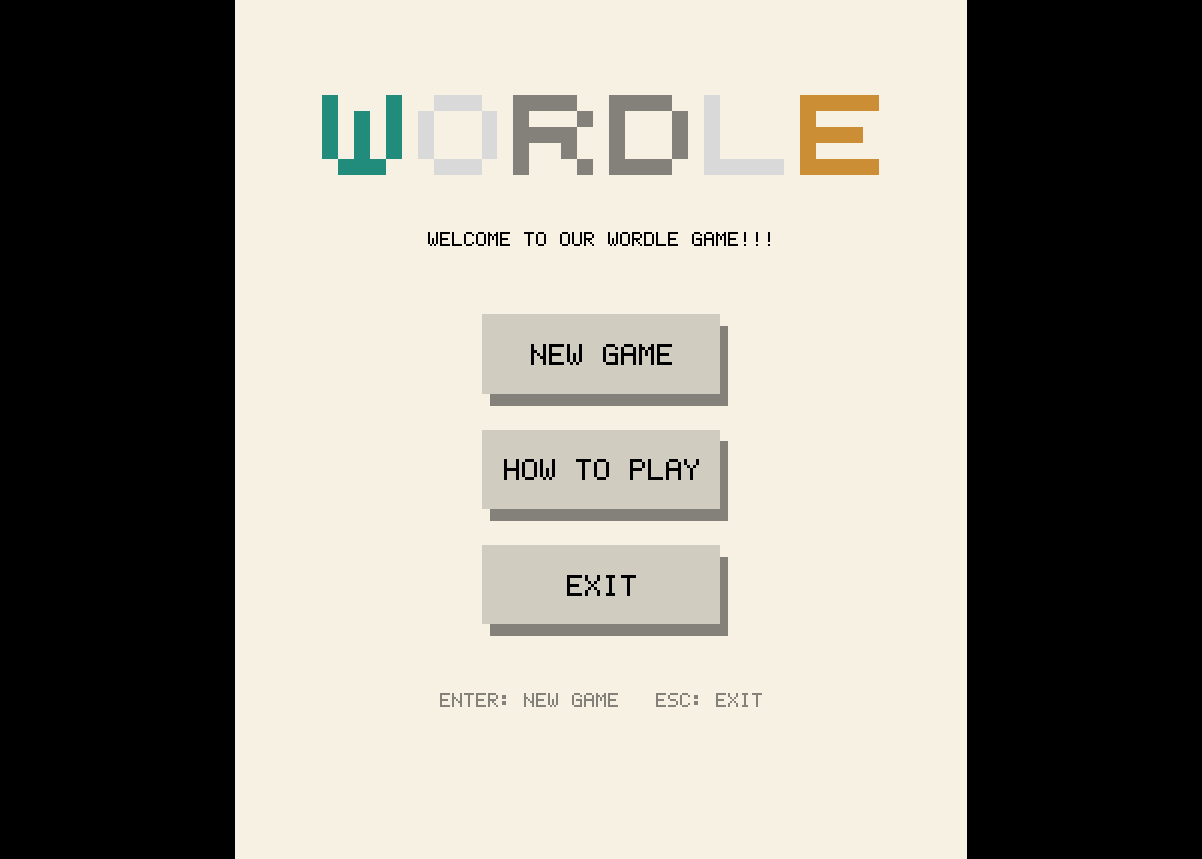 WORDLE
WELCOME TO OUR WORDLE GAME!!!
NEW GAME
HOW TO PLAY
EXIT
ENTER: NEW GAME   ESC: EXIT